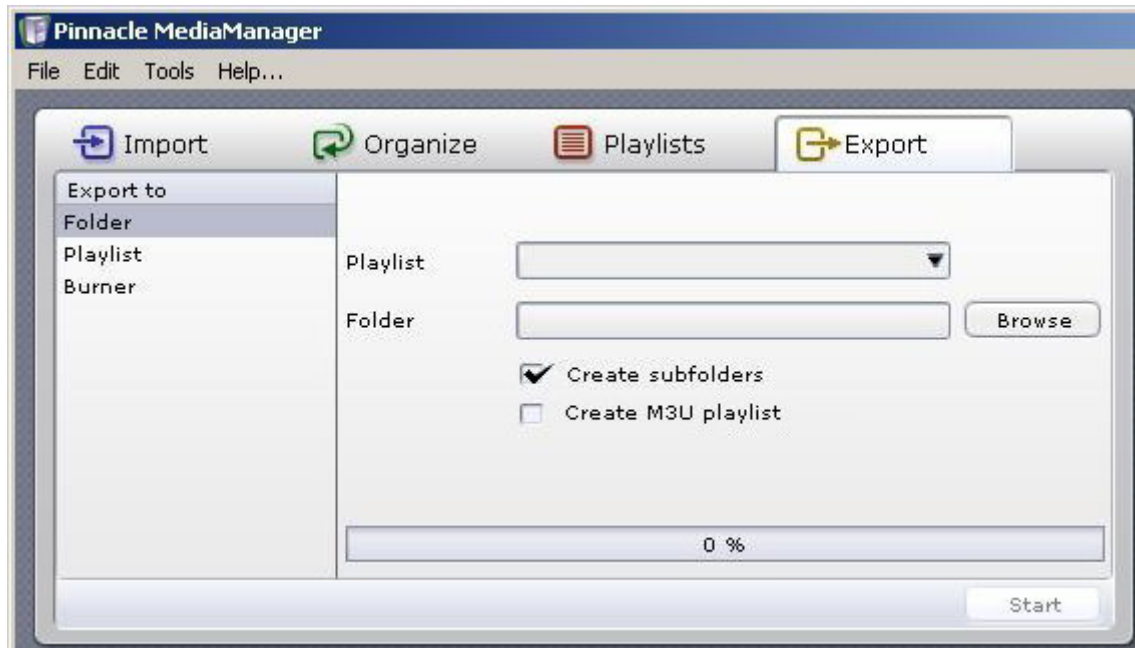 Pinnacle MediaManager
File Edit Tools Help...
Import Organize Playlists Export
Export to
Folder
Playlist
Burner
Playlist
Folder Browse
Create subfolders
Create M3U playlist
0 %
Start